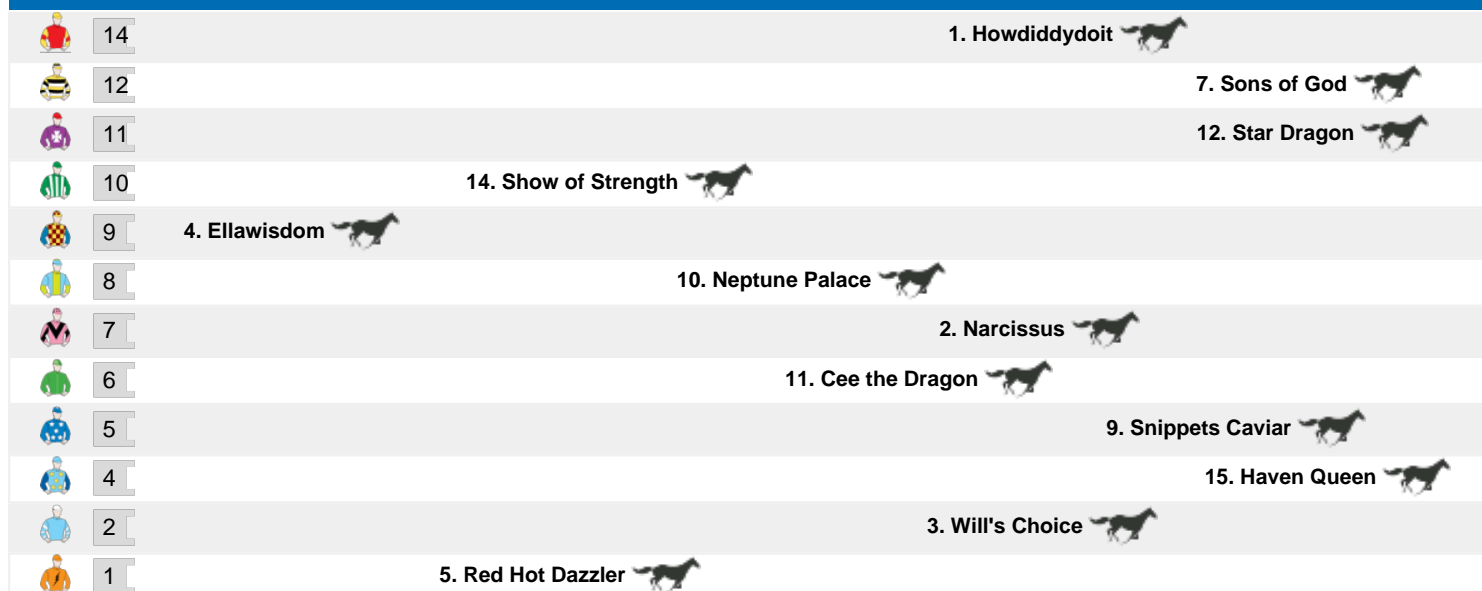 14 1. Howdiddydoit
12 7. Sons of God
11 12. Star Dragon
10 14. Show of Strength
9 4. Ellawisdom
8 10. Neptune Palace
7 2. Narcissus
6 11. Cee the Dragon
5 9. Snippets Caviar
4 15. Haven Queen
2 3. Will's Choice
1 5. Red Hot Dazzler